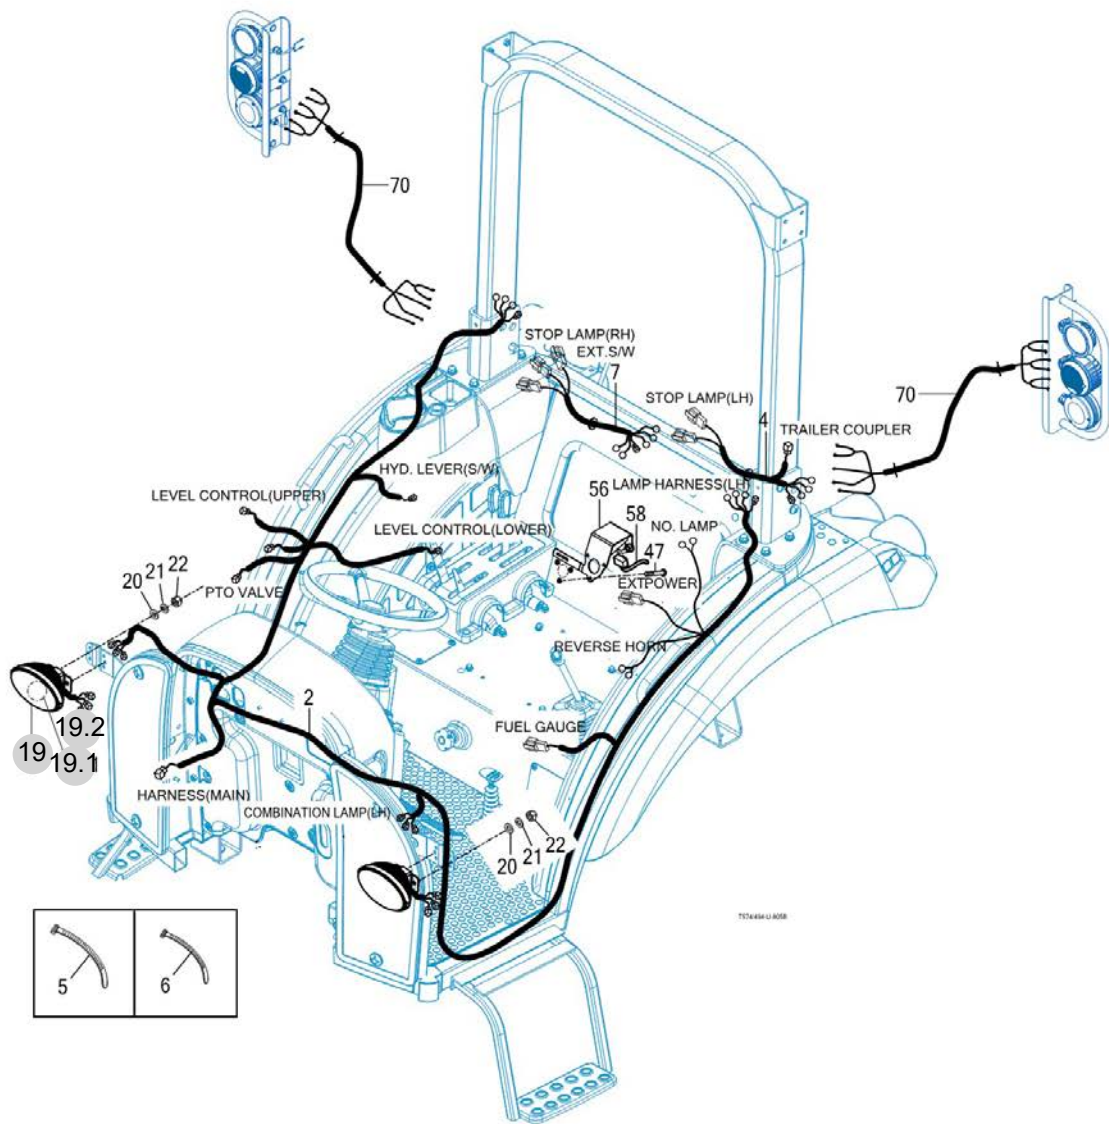 70
STOP LAMP(RH)
EXT.S/W
7
STOP LAMP(LH)
70
4
TRAILER COUPLER
HYD. LEVER(S/W)
LAMP HARNESS(LH)
LEVEL CONTROL(UPPER)
56
LEVEL CONTROL(LOWER)
58
NO. LAMP
47
20
21
22
EXTPOWER
PTO VALVE
REVERSE HORN
2
19.2
FUEL GAUGE
19
19.1
HARNESS(MAIN)
COMBINATION LAMP(LH)
20
21
22
5
6